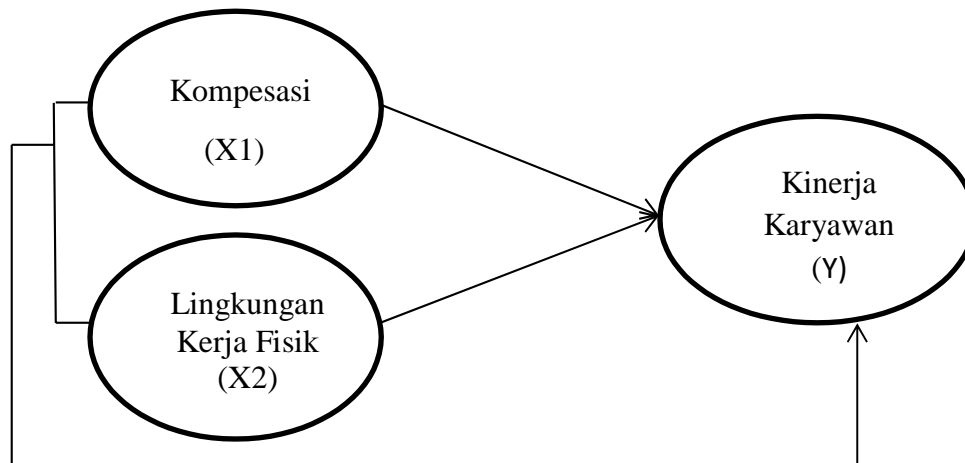 Kompesasi
(X1)
Kinerja
Karyawan
(Y)
Lingkungan
Kerja Fisik
(X2)